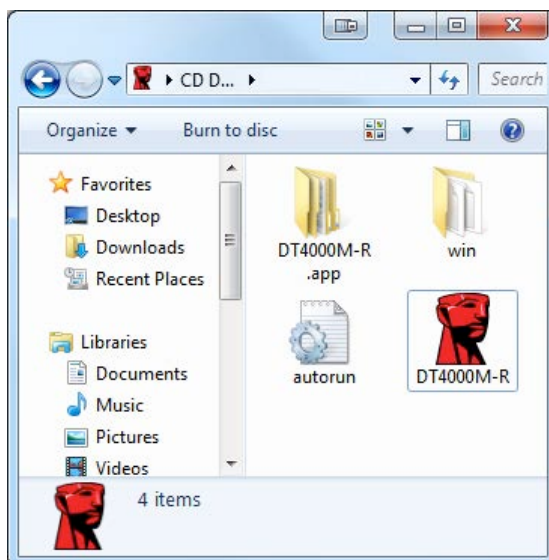 CD D...
Search
Organize
Burn to disc
Favorites
Desktop
Downloads
Recent Places
Libraries
Documents
Music
Pictures
Videos
DT4000M-R
.app
win
autorun
DT4000M-R
4 items